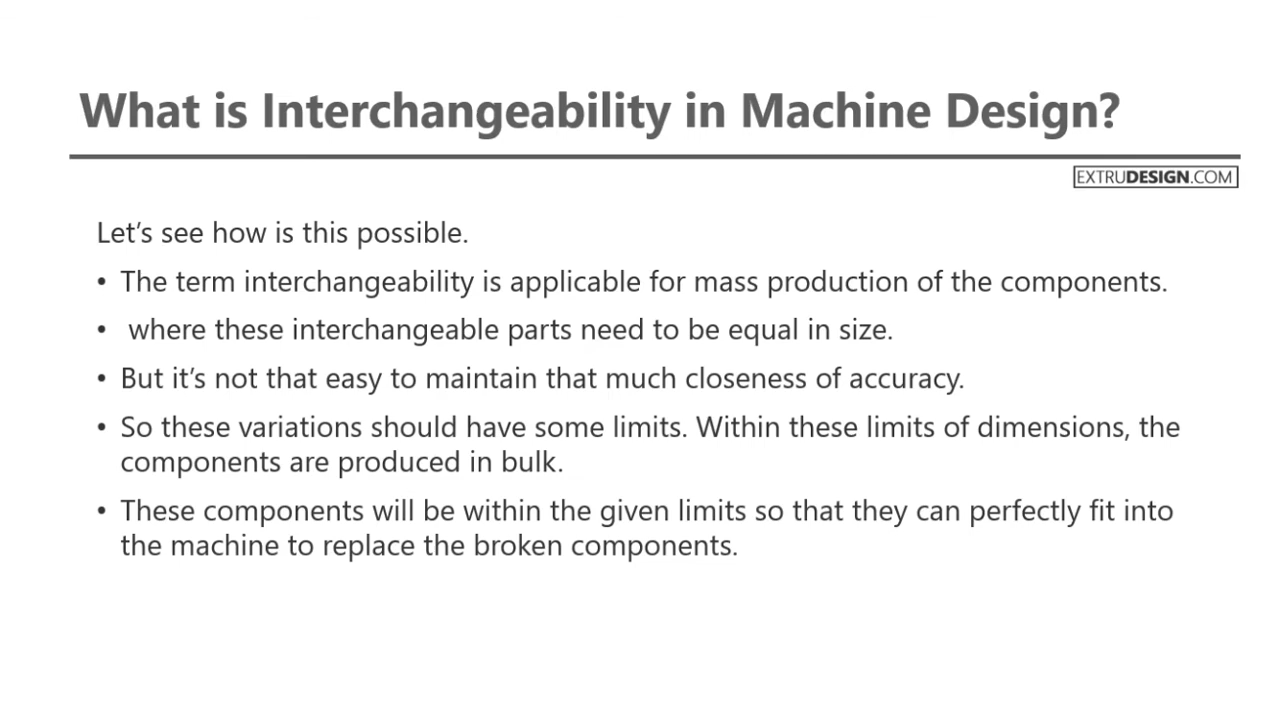 What is Interchangeability in Machine Design?
EXTRUDESIGN.COM
Let’s see how is this possible.
• The term interchangeability is applicable for mass production of the components.
• where these interchangeable parts need to be equal in size.
• But it’s not that easy to maintain that much closeness of accuracy.
• So these variations should have some limits. Within these limits of dimensions, the
components are produced in bulk.
• These components will be within the given limits so that they can perfectly fit into
the machine to replace the broken components.